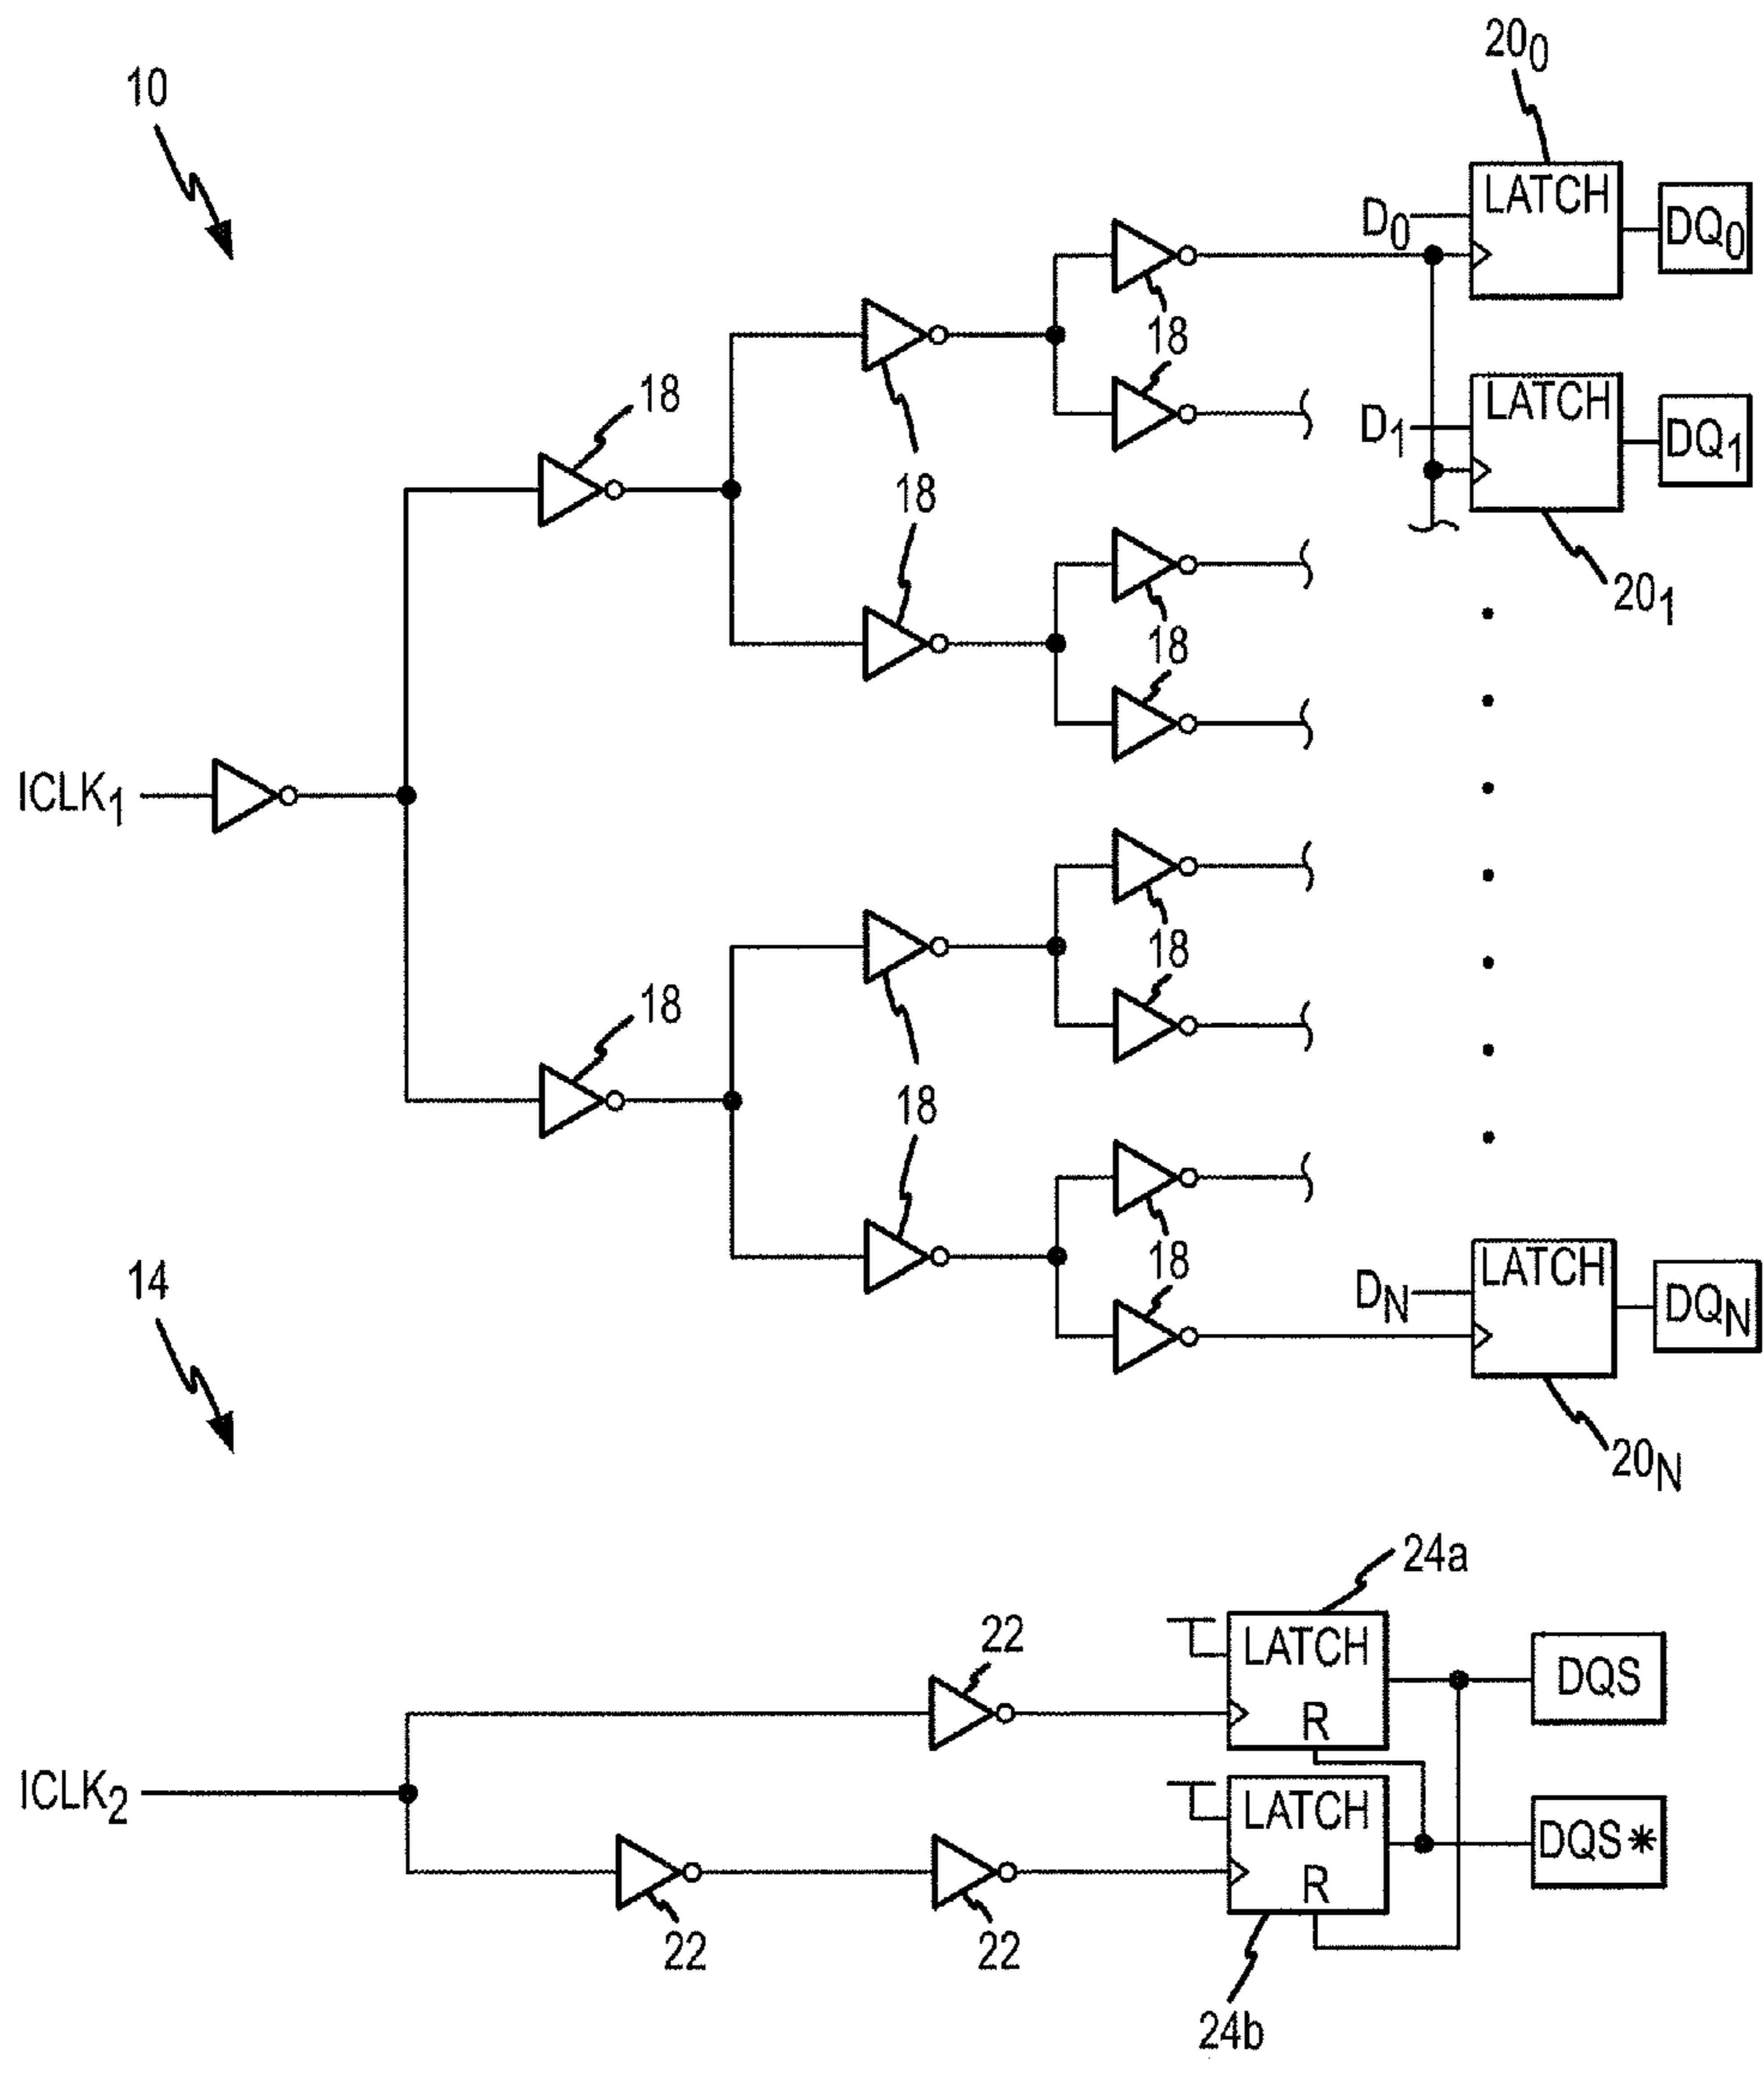 20₀
10
LATCH
D₀
DQ₀
18
18
LATCH
D₁
DQ₁
18
18
20₁
18
ICLK₁
18
18
18
18
14
LATCH
D_N
DQ_N
20_N
24a
22
LATCH
DQS
R
ICLK₂
LATCH
DQS*
R
22
22
24b